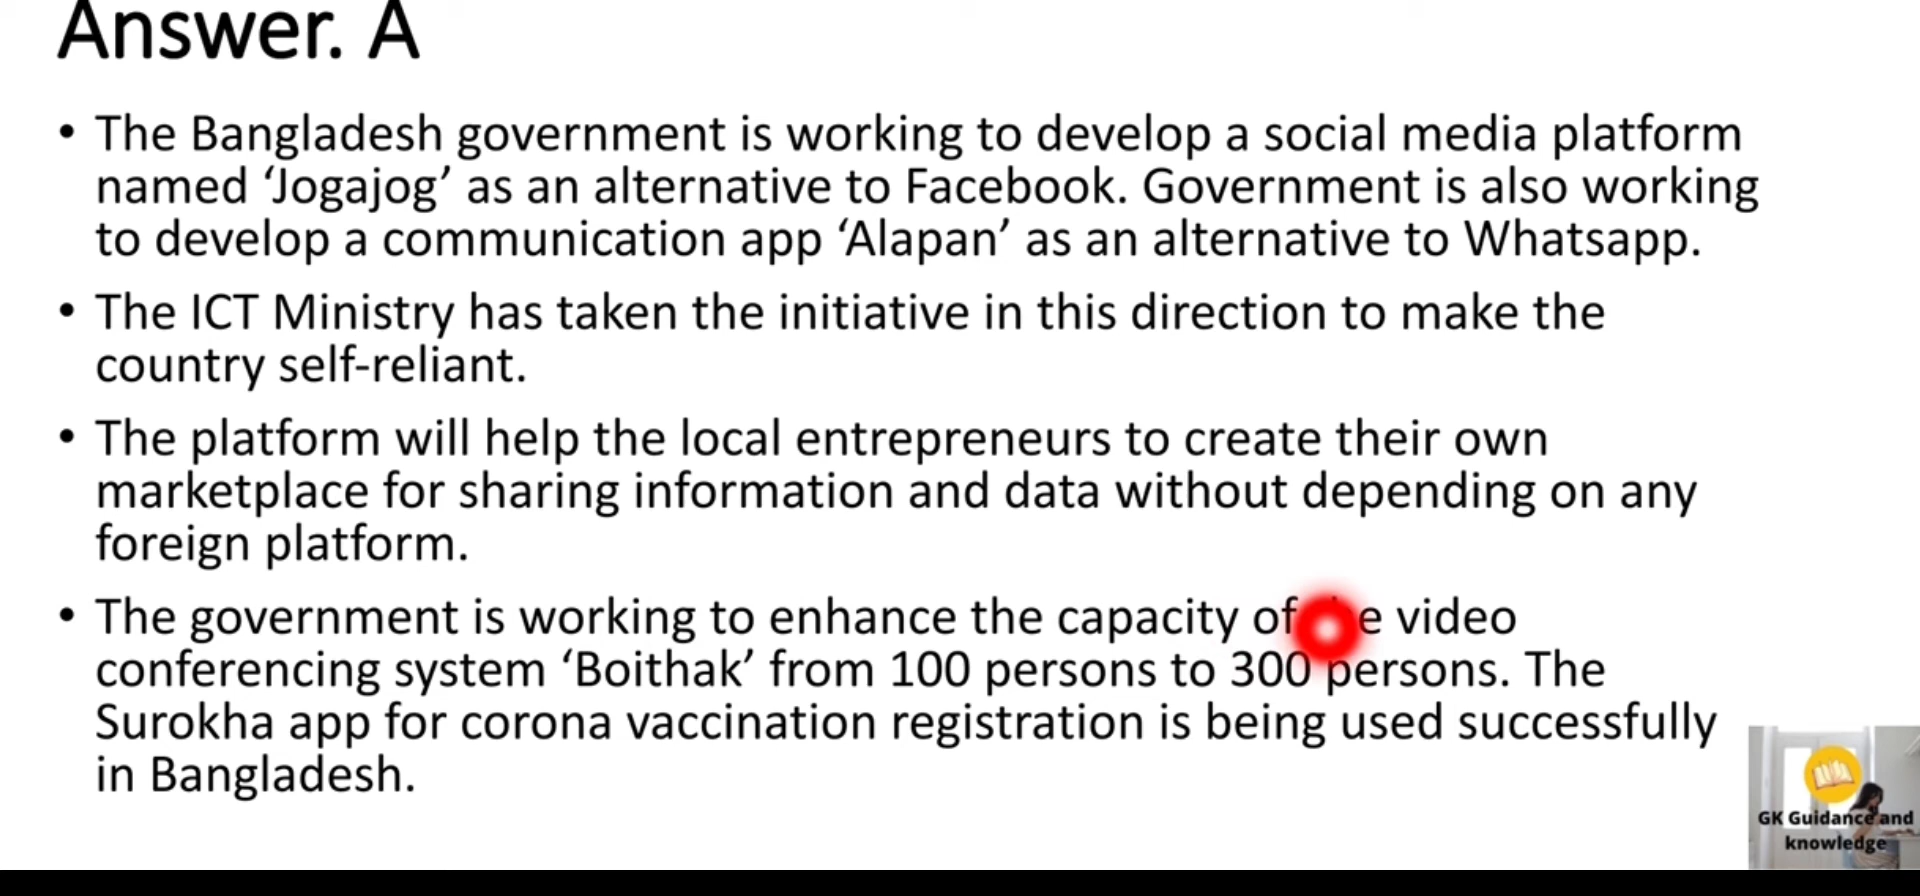 Answer. A
• The Bangladesh government is working to develop a social media platform
named ‘Jogajog’ as an alternative to Facebook. Government is also working
to develop a communication app ‘Alapan’ as an alternative to Whatsapp.
• The ICT Ministry has taken the initiative in this direction to make the
country self-reliant.
• The platform will help the local entrepreneurs to create their own
marketplace for sharing information and data without depending on any
foreign platform.
• The government is working to enhance the capacity of video
conferencing system ‘Boithak’ from 100 persons to 300 persons. The
Surokha app for corona vaccination registration is being used successfully
in Bangladesh.
GK Guidance and
knowledge